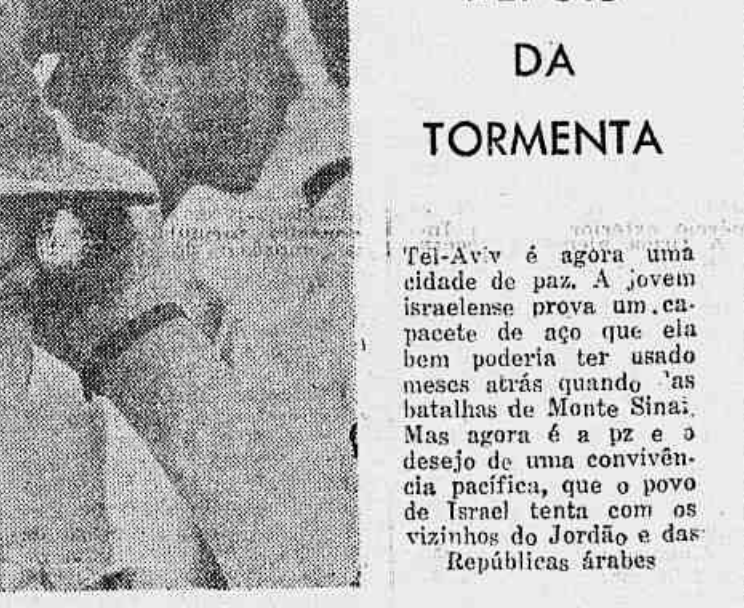 DA
TORMENTA
Tel-Aviv é agora uma
cidade de paz. A jovem
israelense prova um.ca-
pacete de aço que ela
bem poderia ter usado
meses atrás quando 'as
batalhas de Monte Sinai.
Mas agora é a pz e o
desejo de uma convivên-
cia pacífica, que o povo
de Israel tenta com os
vizinhos do Jordão e das
Repúblicas árabes